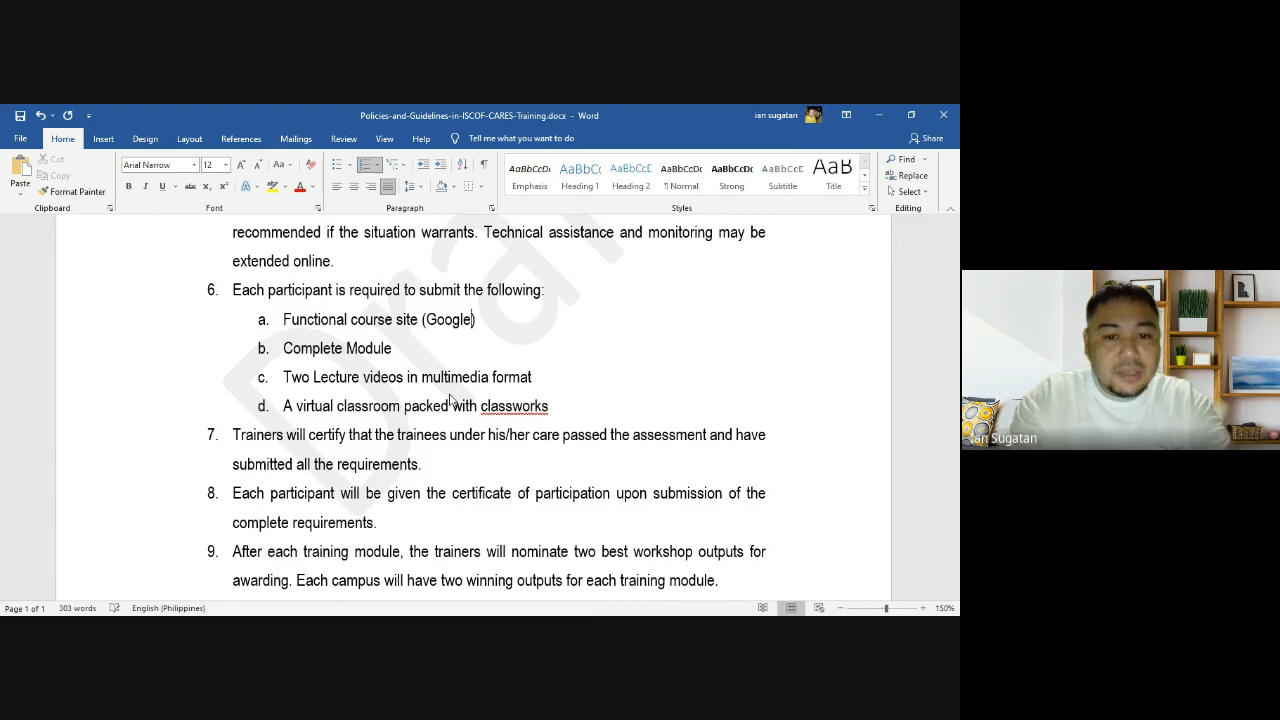 Policies-and-Guidelines-in-ISCOF-CARES-Training.docx - Word
ian sugatan
File Home Insert Design Layout References Mailings Review View Help Tell me what you want to do Share
Paste
Cut
Copy
Format Painter
Clipboard
Arial Narrow 12
Font
Paragraph
AaBbCcDc AaBbCc AaBbCcD AaBbCcDc AaBbCcDc AaBbCcDc AaB
Emphasis Heading 1 Heading 2 ¶ Normal Strong Subtitle Title
Styles
Find
Replace
Select
Editing
recommended if the situation warrants. Technical assistance and monitoring may be
extended online.
6. Each participant is required to submit the following:
a. Functional course site (Google)
b. Complete Module
c. Two Lecture videos in multimedia format
d. A virtual classroom packed with classworks
7. Trainers will certify that the trainees under his/her care passed the assessment and have
submitted all the requirements.
8. Each participant will be given the certificate of participation upon submission of the
complete requirements.
9. After each training module, the trainers will nominate two best workshop outputs for
awarding. Each campus will have two winning outputs for each training module.
Draf
Page 1 of 1 303 words English (Philippines) 150%
Ian Sugatan